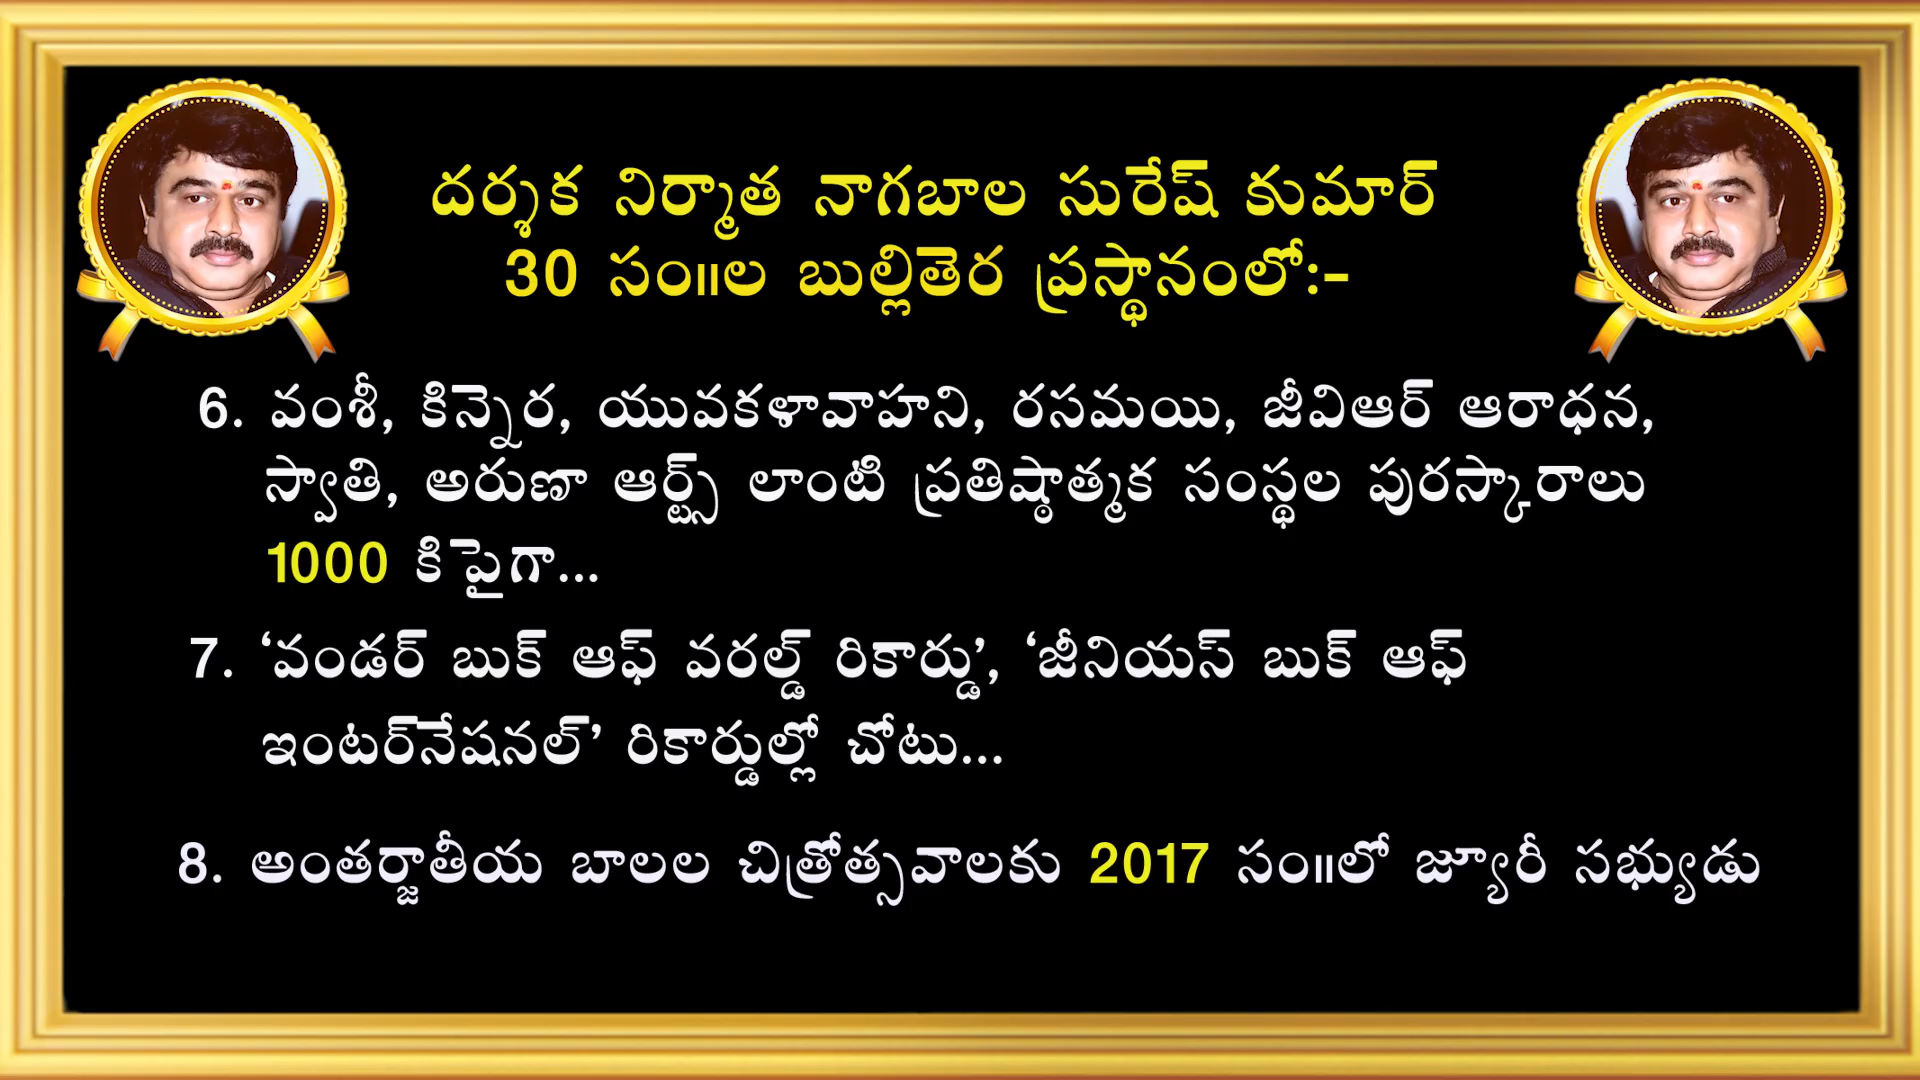 దర్శక నిర్మాత నాగబాల సురేష్ కుమార్
30 సం॥ల బుల్లితెర ప్రస్థానంలో:-
6. వంశీ, కిన్నెర, యువకళావాహని, రసమయి, జీవిఆర్ ఆరాధన,
స్వాతి, అరుణా ఆర్ట్స్ లాంటి ప్రతిష్ఠాత్మక సంస్థల పురస్కారాలు
1000 కి పైగా...
7. ‘వండర్ బుక్ ఆఫ్ వరల్డ్ రికార్డు’, ‘జీనియస్ బుక్ ఆఫ్
ఇంటర్‌నేషనల్’ రికార్డుల్లో చోటు...
8. అంతర్జాతీయ బాలల చిత్రోత్సవాలకు 2017 సం॥లో జ్యూరీ సభ్యుడు